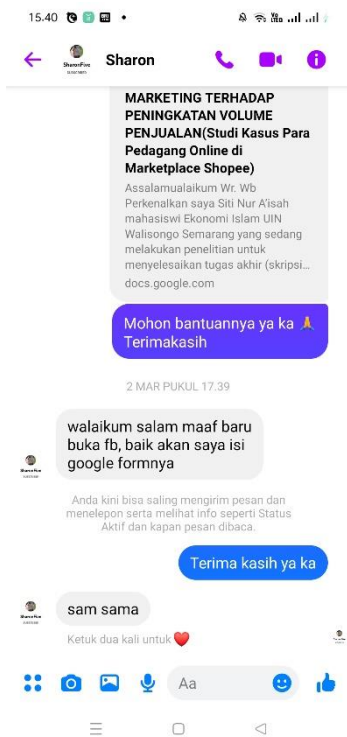 15.40
Sharon
MARKETING TERHADAP
PENINGKATAN VOLUME
PENJUALAN(Studi Kasus Para
Pedagang Online di
Marketplace Shopee)
Assalamualaikum Wr. Wb
Perkenalkan saya Siti Nur A'isah
mahasiswi Ekonomi Islam UIN
Walisongo Semarang yang sedang
melakukan penelitian untuk
menyelesaikan tugas akhir (skripsi...
docs.google.com
Mohon bantuannya ya ka 🙏
Terimakasih
2 MAR PUKUL 17.39
walaikum salam maaf baru
buka fb, baik akan saya isi
google formnya
Anda kini bisa saling mengirim pesan dan
menelepon serta melihat info seperti Status
Aktif dan kapan pesan dibaca.
Terima kasih ya ka
sam sama
Ketuk dua kali untuk ❤️
Aa